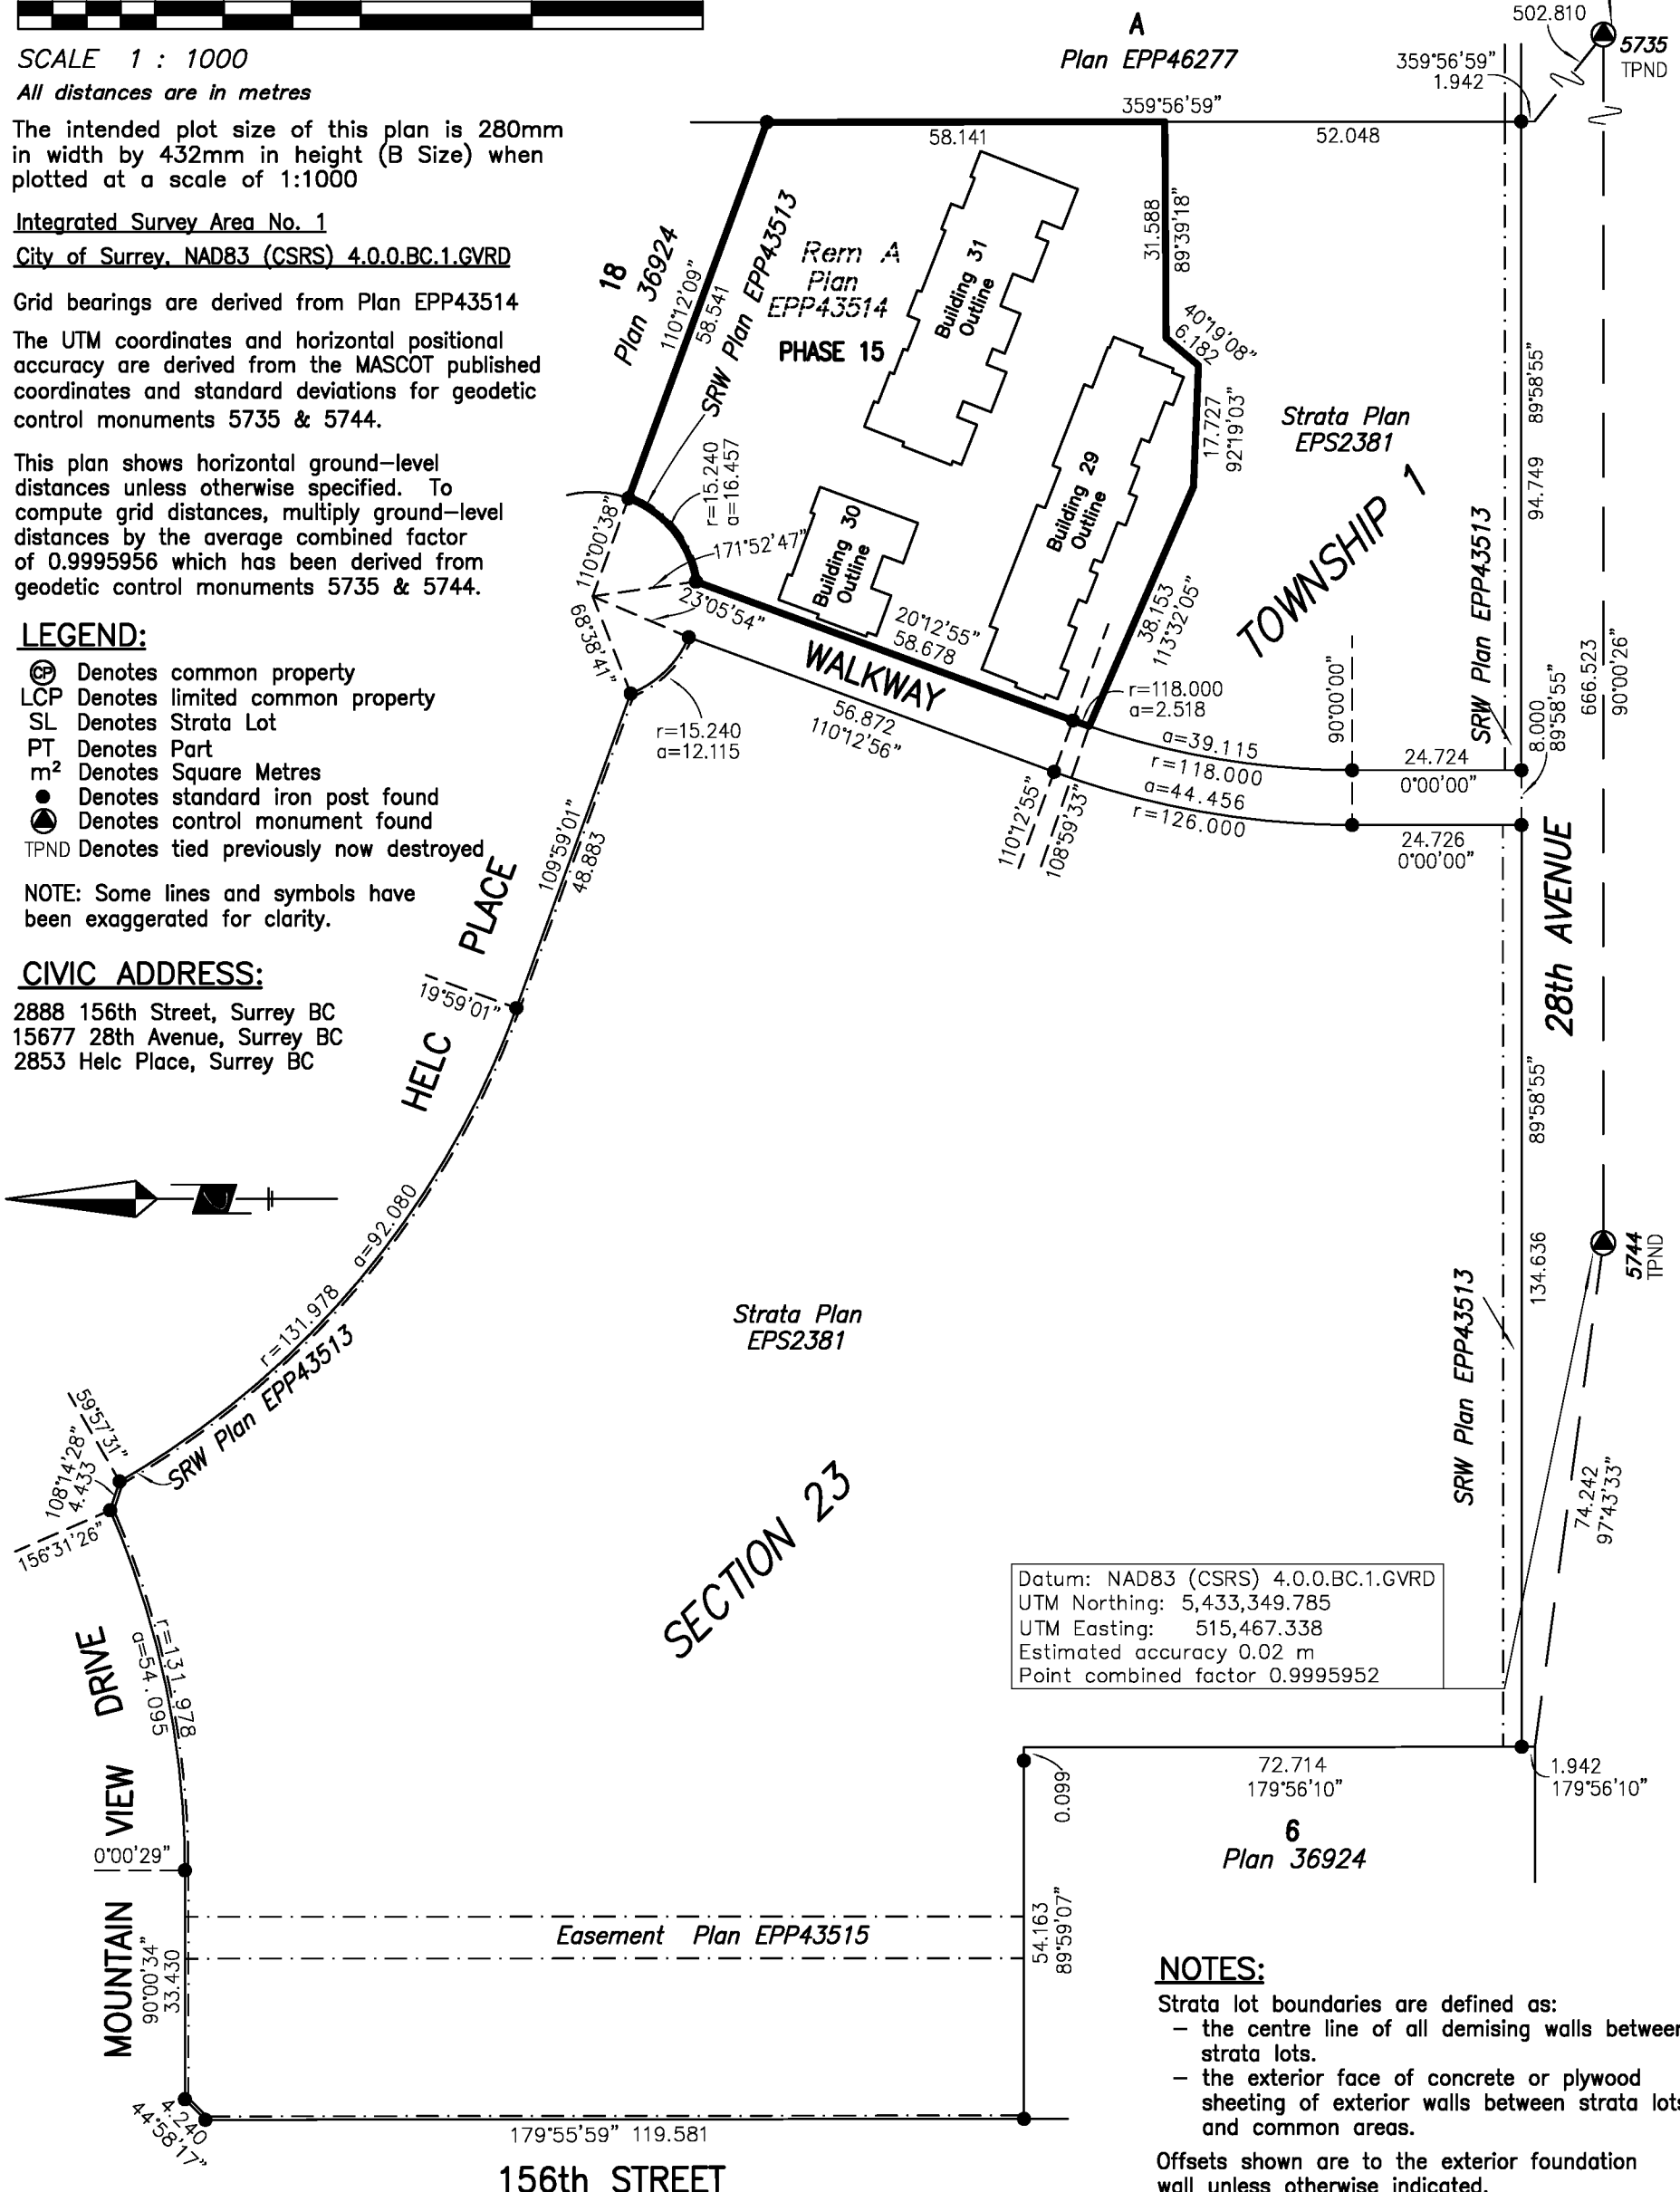 SCALE 1 : 1000
All distances are in metres
The intended plot size of this plan is 280mm
in width by 432mm in height (B Size) when
plotted at a scale of 1:1000
Integrated Survey Area No. 1
City of Surrey, NAD83 (CSRS) 4.0.0.BC.1.GVRD
Grid bearings are derived from Plan EPP43514
The UTM coordinates and horizontal positional
accuracy are derived from the MASCOT published
coordinates and standard deviations for geodetic
control monuments 5735 & 5744.
This plan shows horizontal ground-level
distances unless otherwise specified. To
compute grid distances, multiply ground-level
distances by the average combined factor
of 0.9995956 which has been derived from
geodetic control monuments 5735 & 5744.
LEGEND:
CP Denotes common property
LCP Denotes limited common property
SL Denotes Strata Lot
PT Denotes Part
m² Denotes Square Metres
Denotes standard iron post found
Denotes control monument found
TPND Denotes tied previously now destroyed
NOTE: Some lines and symbols have
been exaggerated for clarity.
CIVIC ADDRESS:
2888 156th Street, Surrey BC
15677 28th Avenue, Surrey BC
2853 Helc Place, Surrey BC
A
Plan EPP46277
359°56'59"
58.141
52.048
359°56'59"
1.942
502.810
5735
TPND
18
Plan 36924
110°12'09"
58.541
SRW Plan EPP43513
Rem A
Plan
EPP43514
PHASE 15
Building 31
Outline
31.588
89°39'18"
40°19'08"
6.182
17.727
92°19'03"
Strata Plan
EPS2381
TOWNSHIP 1
89°58'55"
94.749
SRW Plan EPP43513
r=15.240
a=16.457
171°52'47"
110°00'38"
68°38'41"
23°05'54"
Building 30
Outline
Building 29
Outline
20°12'55"
58.678
WALKWAY
38.153
113°32'05"
r=118.000
a=2.518
56.872
110°12'56"
r=15.240
a=12.115
a=39.115
r=118.000
a=44.456
r=126.000
90°00'00"
24.724
0°00'00"
24.726
0°00'00"
8.000
89°58'55"
666.523
90°00'26"
110°12'55"
108°59'33"
109°59'01"
48.883
HELC PLACE
19°59'01"
28th AVENUE
89°58'55"
134.636
5744
TPND
a=92.080
r=131.978
SRW Plan EPP43513
Strata Plan
EPS2381
SRW Plan EPP43513
59°57'31"
108°14'28"
4.433
156°31'26"
SECTION 23
74.242
97°43'33"
Datum: NAD83 (CSRS) 4.0.0.BC.1.GVRD
UTM Northing: 5,433,349.785
UTM Easting: 515,467.338
Estimated accuracy 0.02 m
Point combined factor 0.9995952
r=131.978
a=54.095
MOUNTAIN VIEW DRIVE
0°00'29"
90°00'34"
33.430
0.099
72.714
179°56'10"
1.942
179°56'10"
6
Plan 36924
Easement Plan EPP43515
54.163
89°59'07"
4.240
44°58'17"
179°55'59" 119.581
156th STREET
NOTES:
Strata lot boundaries are defined as:
- the centre line of all demising walls between
strata lots.
- the exterior face of concrete or plywood
sheeting of exterior walls between strata lots
and common areas.
Offsets shown are to the exterior foundation
wall unless otherwise indicated.